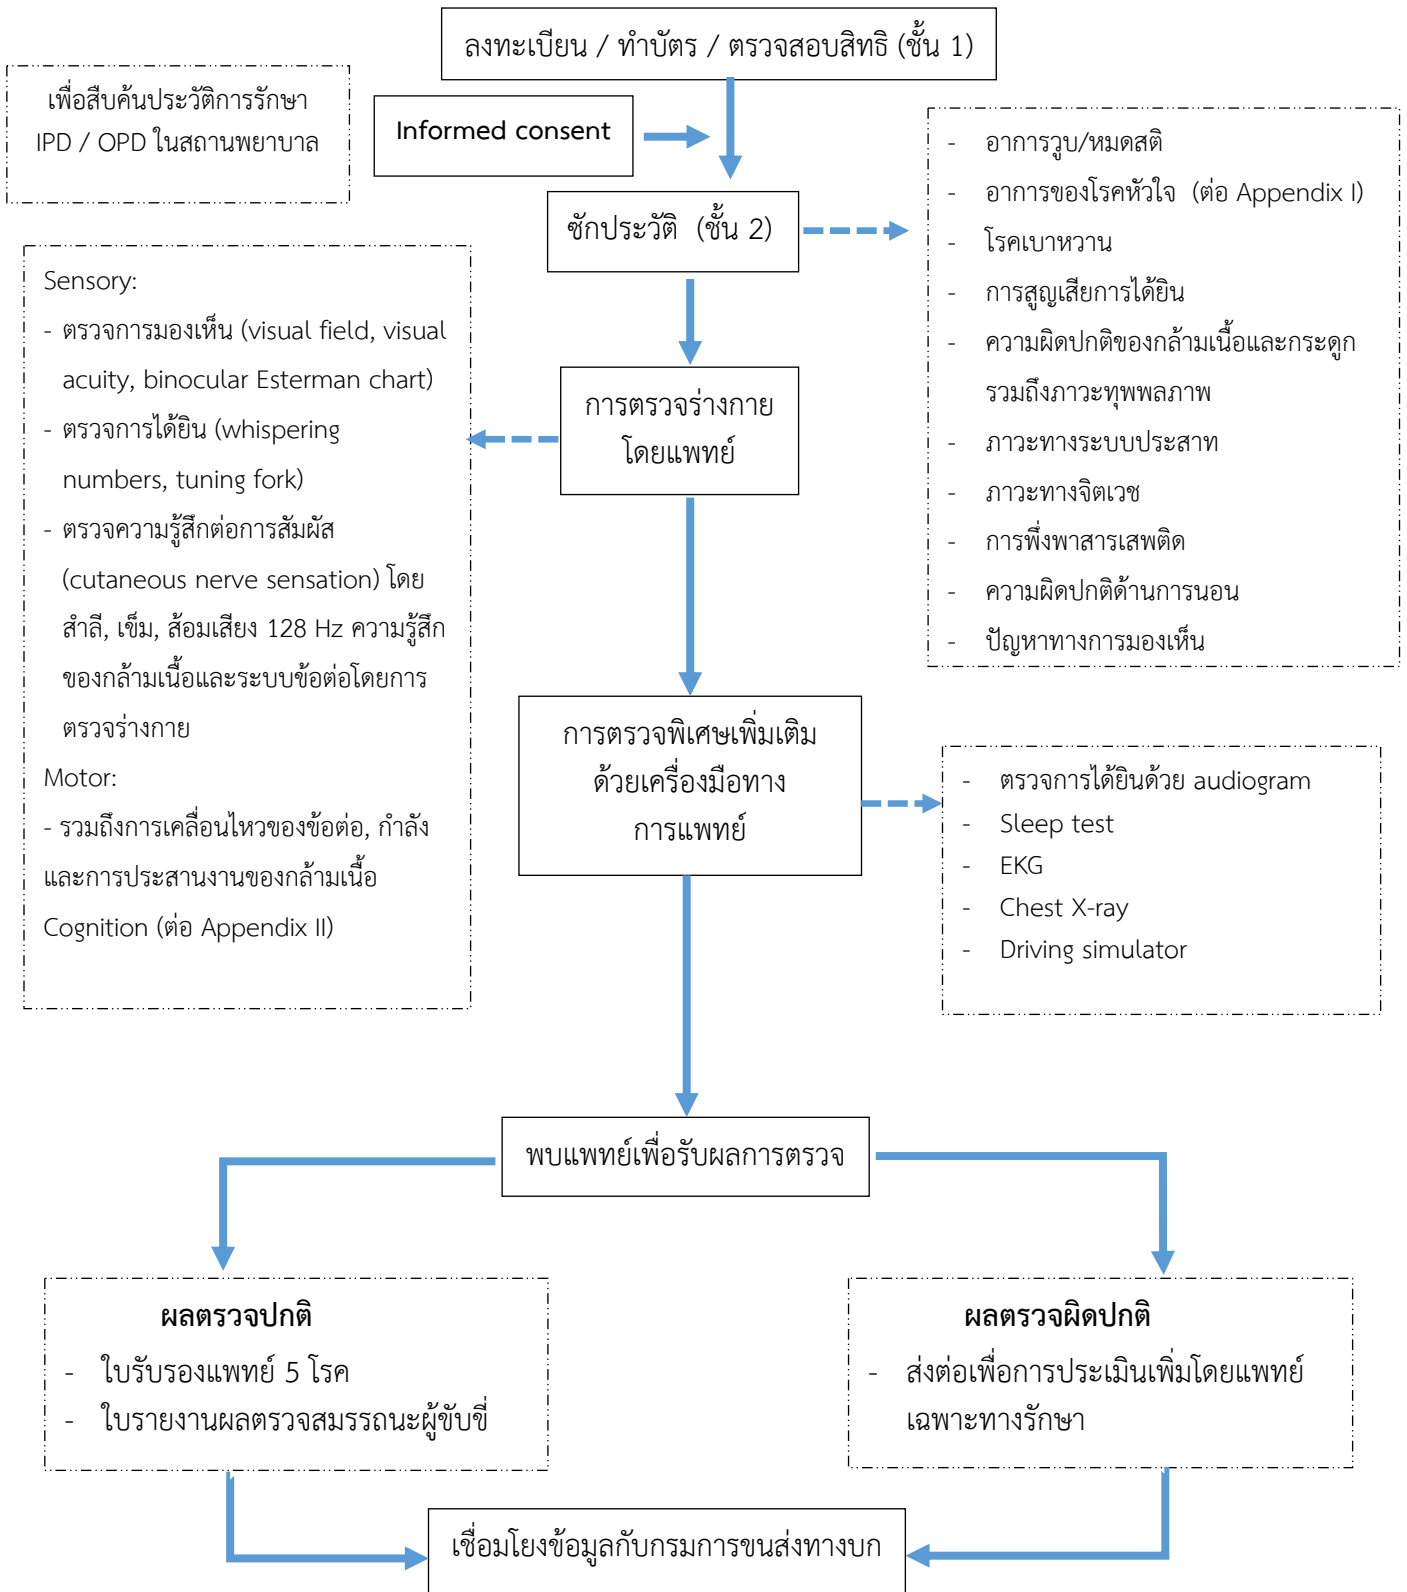 ลงทะเบียน / ทำบัตร / ตรวจสอบสิทธิ (ชั้น 1)
เพื่อสืบค้นประวัติการรักษา
IPD / OPD ในสถานพยาบาล
Informed consent
ซักประวัติ (ชั้น 2)
- อาการวูบ/หมดสติ
- อาการของโรคหัวใจ (ต่อ Appendix I)
- โรคเบาหวาน
- การสูญเสียการได้ยิน
- ความผิดปกติของกล้ามเนื้อและกระดูก
รวมถึงภาวะทุพพลภาพ
- ภาวะทางระบบประสาท
- ภาวะทางจิตเวช
- การพึ่งพาสารเสพติด
- ความผิดปกติด้านการนอน
- ปัญหาทางการมองเห็น
การตรวจร่างกาย
โดยแพทย์
Sensory:
- ตรวจการมองเห็น (visual field, visual
acuity, binocular Esterman chart)
- ตรวจการได้ยิน (whispering
numbers, tuning fork)
- ตรวจความรู้สึกต่อการสัมผัส
(cutaneous nerve sensation) โดย
สำลี, เข็ม, ส้อมเสียง 128 Hz ความรู้สึก
ของกล้ามเนื้อและระบบข้อต่อโดยการ
ตรวจร่างกาย
Motor:
- รวมถึงการเคลื่อนไหวของข้อต่อ, กำลัง
และการประสานงานของกล้ามเนื้อ
Cognition (ต่อ Appendix II)
การตรวจพิเศษเพิ่มเติม
ด้วยเครื่องมือทาง
การแพทย์
- ตรวจการได้ยินด้วย audiogram
- Sleep test
- EKG
- Chest X-ray
- Driving simulator
พบแพทย์เพื่อรับผลการตรวจ
ผลตรวจปกติ
- ใบรับรองแพทย์ 5 โรค
- ใบรายงานผลตรวจสมรรถนะผู้ขับขี่
ผลตรวจผิดปกติ
- ส่งต่อเพื่อการประเมินเพิ่มโดยแพทย์
เฉพาะทางรักษา
เชื่อมโยงข้อมูลกับกรมการขนส่งทางบก